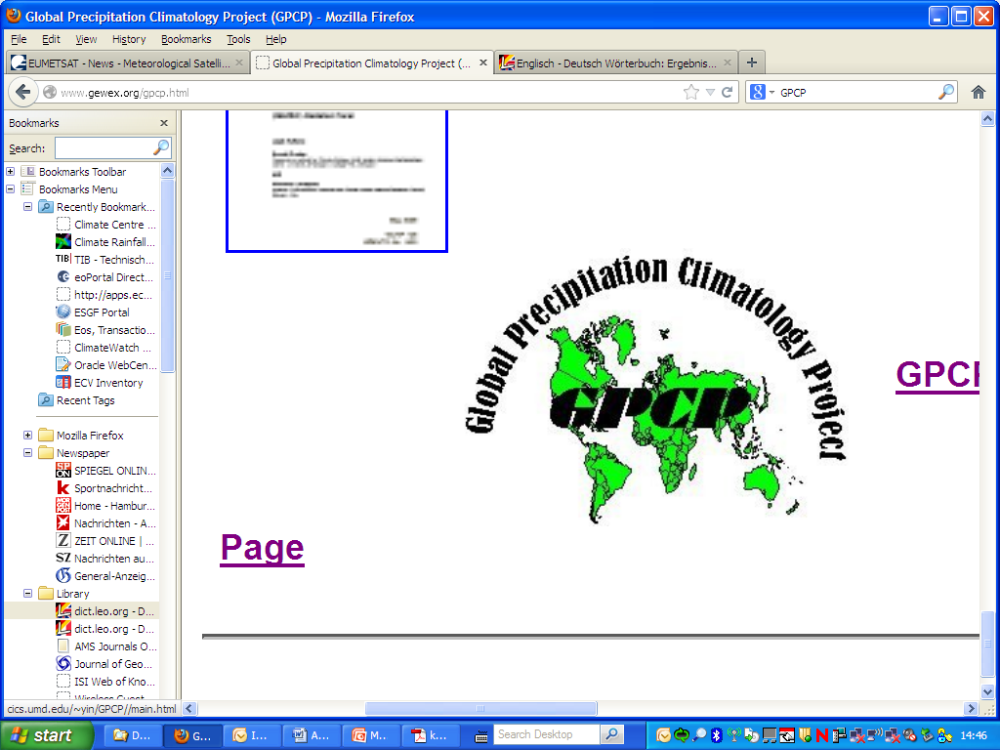 Global Precipitation Climatology Project (GPCP) - Mozilla Firefox
File Edit View History Bookmarks Tools Help
EUMETSAT - News - Meteorological Satelli...
Global Precipitation Climatology Project (...
Englisch - Deutsch Wörterbuch: Ergebnis...
www.gewex.org/gpcp.html
GPCP
Bookmarks
Search:
Bookmarks Toolbar
Bookmarks Menu
Recently Bookmark...
Climate Centre ...
Climate Rainfall...
TIB TIB - Technisch...
eoPortal Direct...
http://apps.ec...
ESGF Portal
Eos, Transactio...
ClimateWatch ...
Oracle WebCen...
ECV Inventory
Recent Tags
Mozilla Firefox
Newspaper
SPIEGEL ONLIN...
Sportnachricht...
Home - Hambur...
Nachrichten - A...
ZEIT ONLINE | ...
SZ Nachrichten au...
General-Anzeig...
Library
dict.leo.org - D...
dict.leo.org - D...
AMS Journals O...
Journal of Geo...
ISI Web of Kno...
Wireless Guest
Global Precipitation Climatology Project
GPCP
GPCP
Page
cics.umd.edu/~yin/GPCP//main.html
start
D...
G...
I...
A...
M...
k...
Search Desktop
14:46